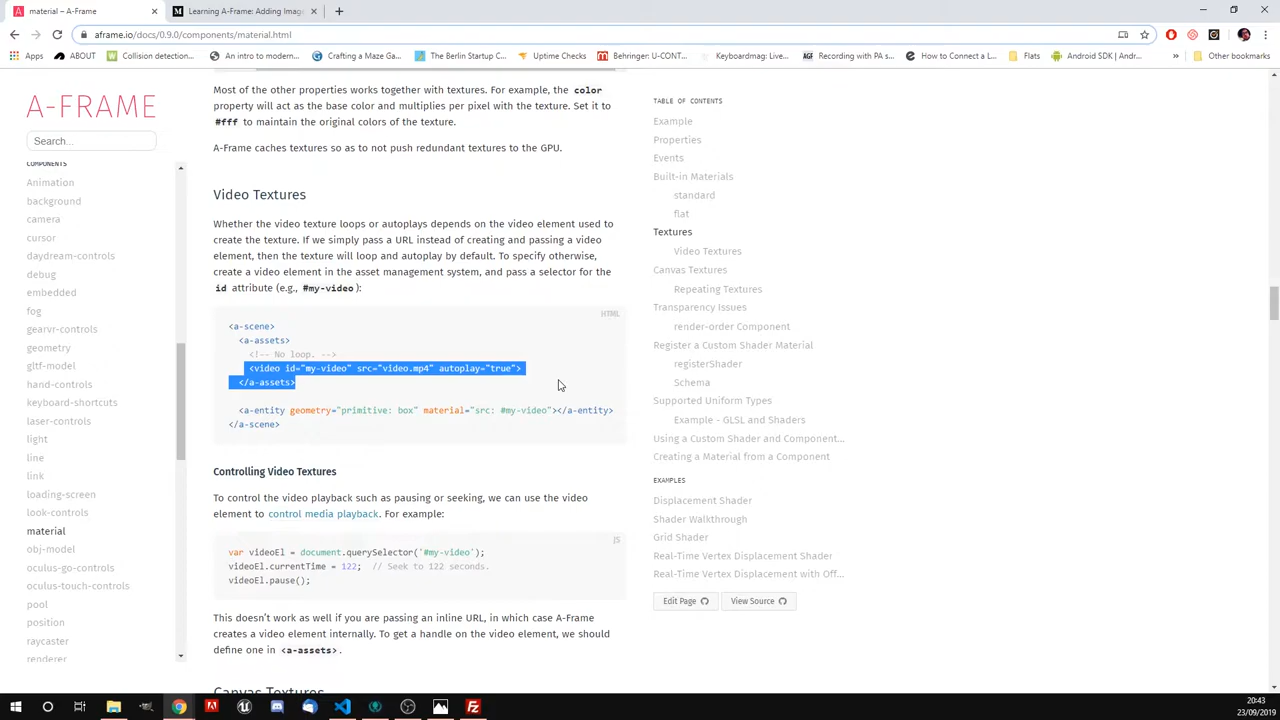 material – A-Frame
Learning A-Frame: Adding Imag
aframe.io/docs/0.9.0/components/material.html
Apps
ABOUT
Collision detection...
An intro to modern...
Crafting a Maze Ga...
The Berlin Startup C...
Uptime Checks
Behringer: U-CONT...
Keyboardmag: Wreck...
Recording with PA s...
How to Connect a L...
Flats
Android SDK | Andr...
»
Other bookmarks
A-FRAME
Search...
COMPONENTS
Animation
background
camera
cursor
daydream-controls
debug
embedded
fog
gearvr-controls
geometry
gltf-model
hand-controls
keyboard-shortcuts
laser-controls
light
line
link
loading-screen
look-controls
material
obj-model
oculus-go-controls
oculus-touch-controls
pool
position
raycaster
renderer
Most of the other properties works together with textures. For example, the color
property will act as the base color and multiplies per pixel with the texture. Set it to
#fff to maintain the original colors of the texture.
A-Frame caches textures so as to not push redundant textures to the GPU.
Video Textures
Whether the video texture loops or autoplays depends on the video element used to
create the texture. If we simply pass a URL instead of creating and passing a video
element, then the texture will loop and autoplay by default. To specify otherwise,
create a video element in the asset management system, and pass a selector for the
id attribute (e.g., #my-video):
HTML
<a-scene>
<a-assets>
<!-- No loop. -->
<video id="my-video" src="video.mp4" autoplay="true">
</a-assets>
<a-entity geometry="primitive: box" material="src: #my-video"></a-entity>
</a-scene>
Controlling Video Textures
To control the video playback such as pausing or seeking, we can use the video
element to control media playback. For example:
JS
var videoEl = document.querySelector('#my-video');
videoEl.currentTime = 122; // Seek to 122 seconds.
videoEl.pause();
This doesn't work as well if you are passing an inline URL, in which case A-Frame
creates a video element internally. To get a handle on the video element, we should
define one in <a-assets>.
Canvas Textures
TABLE OF CONTENTS
Example
Properties
Events
Built-in Materials
standard
flat
Textures
Video Textures
Canvas Textures
Repeating Textures
Transparency Issues
render-order Component
Register a Custom Shader Material
registerShader
Schema
Supported Uniform Types
Example - GLSL and Shaders
Using a Custom Shader and Component...
Creating a Material from a Component
EXAMPLES
Displacement Shader
Shader Walkthrough
Grid Shader
Real-Time Vertex Displacement Shader
Real-Time Vertex Displacement with Off...
Edit Page
View Source
20:43
23/09/2019